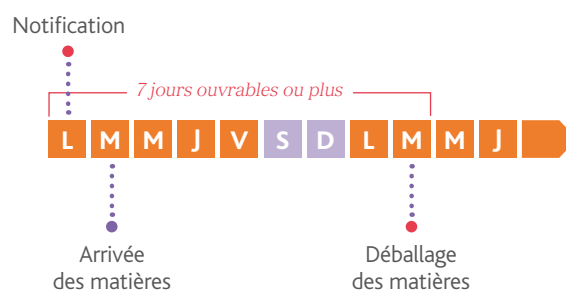 Notification
7 jours ouvrables ou plus
L M M J V S D L M M J
Arrivée
des matières
Déballage
des matières